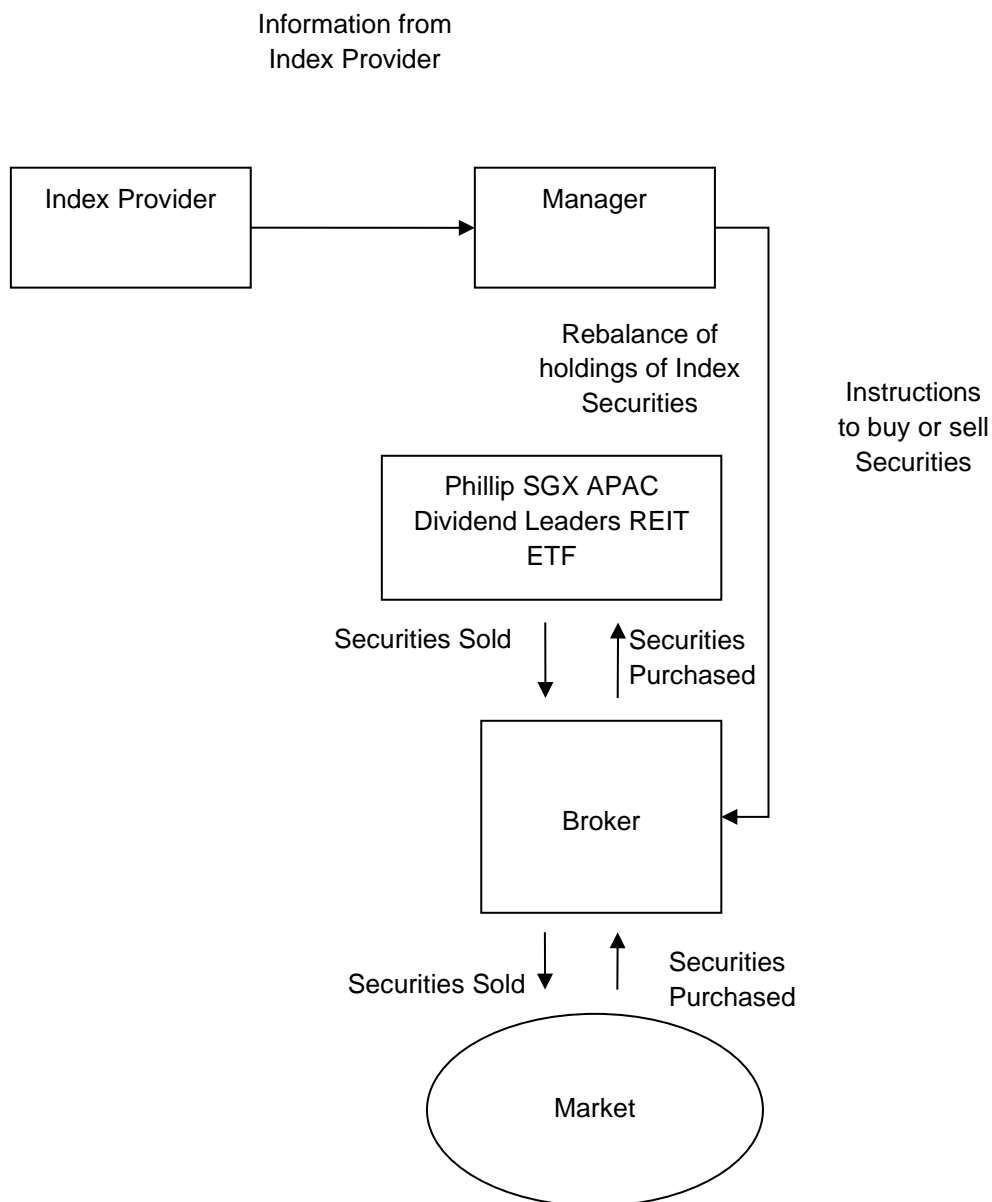 Information from
Index Provider
Index Provider
Manager
Rebalance of
holdings of Index
Securities
Instructions
to buy or sell
Securities
Phillip SGX APAC
Dividend Leaders REIT
ETF
Securities Sold
Securities
Purchased
Broker
Securities Sold
Securities
Purchased
Market